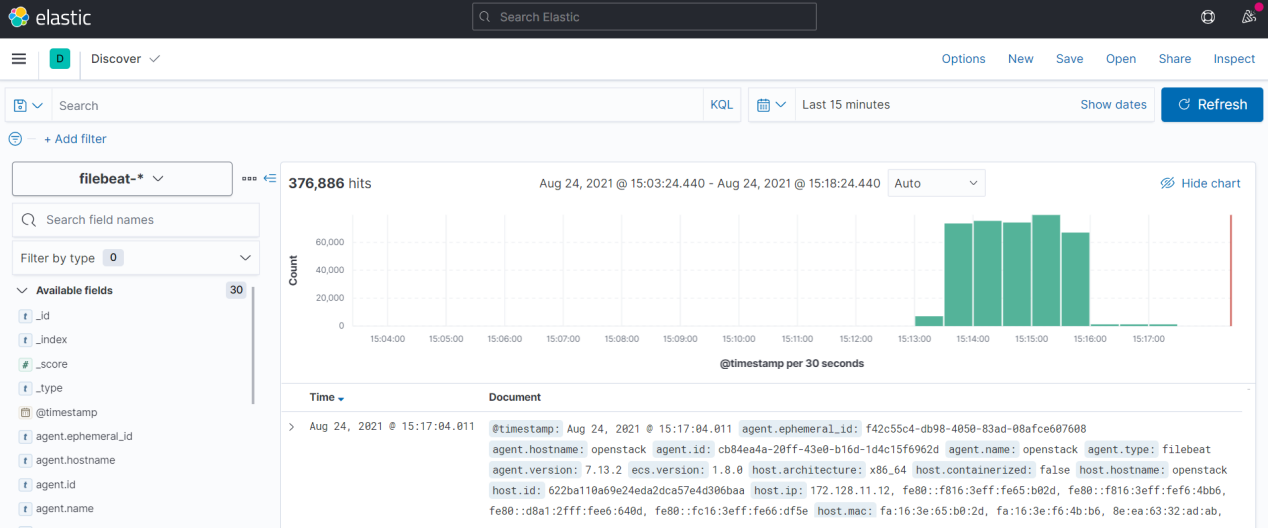 elastic
Search Elastic
D Discover Options New Save Open Share Inspect
Search KQL Last 15 minutes Show dates Refresh
+ Add filter
filebeat-*
376,886 hits Aug 24, 2021 @ 15:03:24.440 - Aug 24, 2021 @ 15:18:24.440 Auto Hide chart
Search field names
Filter by type 0
Available fields 30
t _id
t _index
# _score
t _type
@timestamp
t agent.ephemeral_id
t agent.hostname
t agent.id
t agent.name
Count
60,000
40,000
20,000
0
15:04:00 15:05:00 15:06:00 15:07:00 15:08:00 15:09:00 15:10:00 15:11:00 15:12:00 15:13:00 15:14:00 15:15:00 15:16:00 15:17:00
@timestamp per 30 seconds
Time Document
Aug 24, 2021 @ 15:17:04.011 @timestamp: Aug 24, 2021 @ 15:17:04.011 agent.ephemeral_id: f42c55c4-db98-4050-83ad-08afce607608
agent.hostname: openstack agent.id: cb84ea4a-20ff-43e0-b16d-1d4c15f6962d agent.name: openstack agent.type: filebeat
agent.version: 7.13.2 ecs.version: 1.8.0 host.architecture: x86_64 host.containerized: false host.hostname: openstack
host.id: 622ba110a69e24eda2dca57e4d306baa host.ip: 172.128.11.12, fe80::f816:3eff:fe65:b02d, fe80::f816:3eff:fef6:4bb6,
fe80::d8a1:2fff:fee6:640d, fe80::fc16:3eff:fe66:df5e host.mac: fa:16:3e:65:b0:2d, fa:16:3e:f6:4b:b6, 8e:ea:63:32:ad:ab,